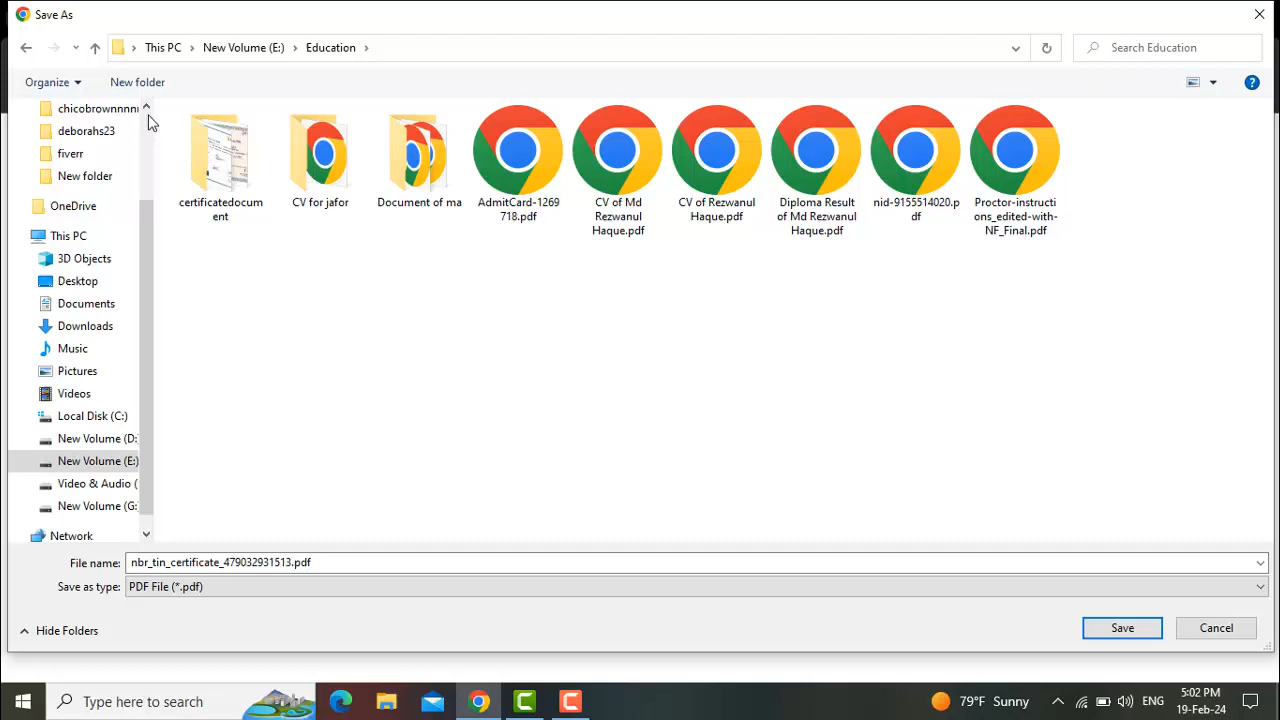 Save As
This PC
New Volume (E:)
Education
Search Education
Organize
New folder
chicobrownnnn
deborahs23
fiverr
New folder
OneDrive
This PC
3D Objects
Desktop
Documents
Downloads
Music
Pictures
Videos
Local Disk (C:)
New Volume (D:
New Volume (E:)
Video & Audio (
New Volume (G:
Network
certificatedocum
ent
CV for jafor
Document of ma
AdmitCard-1269
718.pdf
CV of Md
Rezwanul
Haque.pdf
CV of Rezwanul
Haque.pdf
Diploma Result
of Md Rezwanul
Haque.pdf
nid-9155514020.p
df
Proctor-instructi
ons_edited-with-
NF_Final.pdf
File name: nbr_tin_certificate_479032931513.pdf
Save as type: PDF File (*.pdf)
Hide Folders
Save
Cancel
Type here to search
79°F Sunny
ENG
5:02 PM
19-Feb-24